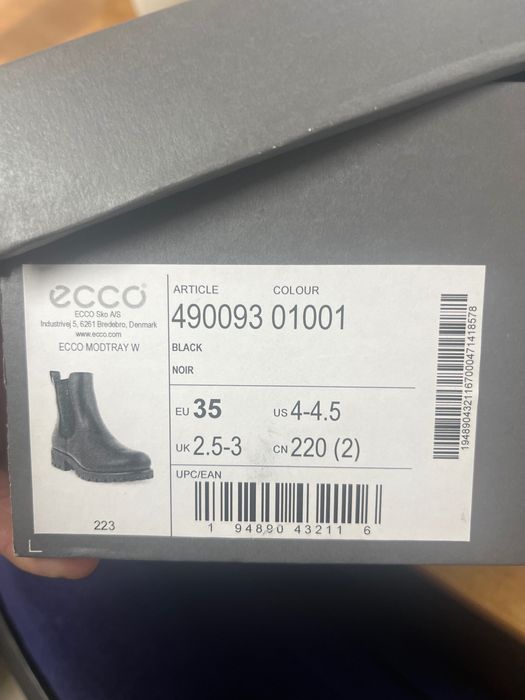 ecco
ECCO Sko A/S
Industrivej 5, 6261 Bredebro, Denmark
www.ecco.com
ECCO MODTRAY W
223
ARTICLE COLOUR
490093 01001
BLACK
NOIR
EU 35 US 4-4.5
UK 2.5-3 CN 220 (2)
UPC/EAN
1 94890 43211 6
1948904321167000471418578